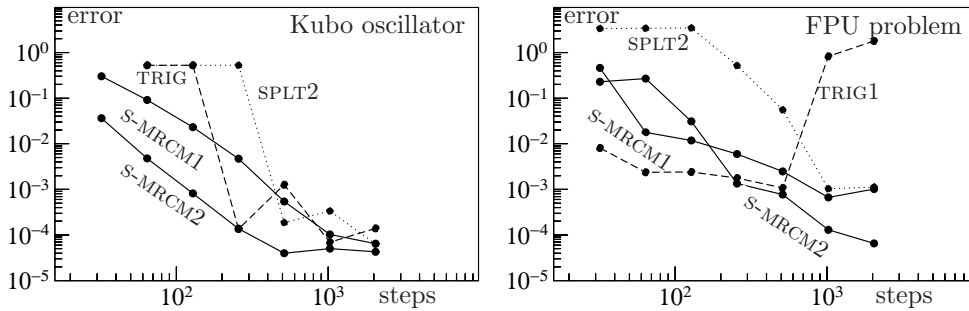 error
Kubo oscillator
10^0
10^{-1}
10^{-2}
10^{-3}
10^{-4}
10^{-5}
TRIG
SPLT2
S-MRCM1
S-MRCM2
10^2
10^3
steps
error
FPU problem
10^0
10^{-1}
10^{-2}
10^{-3}
10^{-4}
10^{-5}
SPLT2
TRIG1
S-MRCM1
S-MRCM2
10^2
10^3
steps